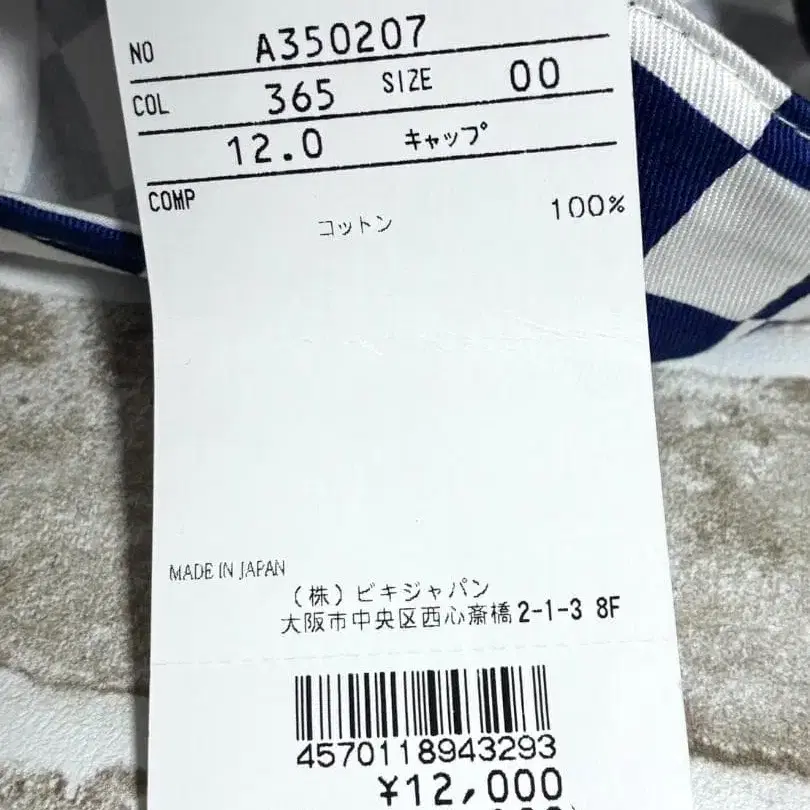 NO A350207
COL 365 SIZE 00
12.0 キャップ
COMP
コットン 100%
MADE IN JAPAN
(株)ビキジャパン
大阪市中央区西心斎橋2-1-3 8F
4570118943293
¥12,000